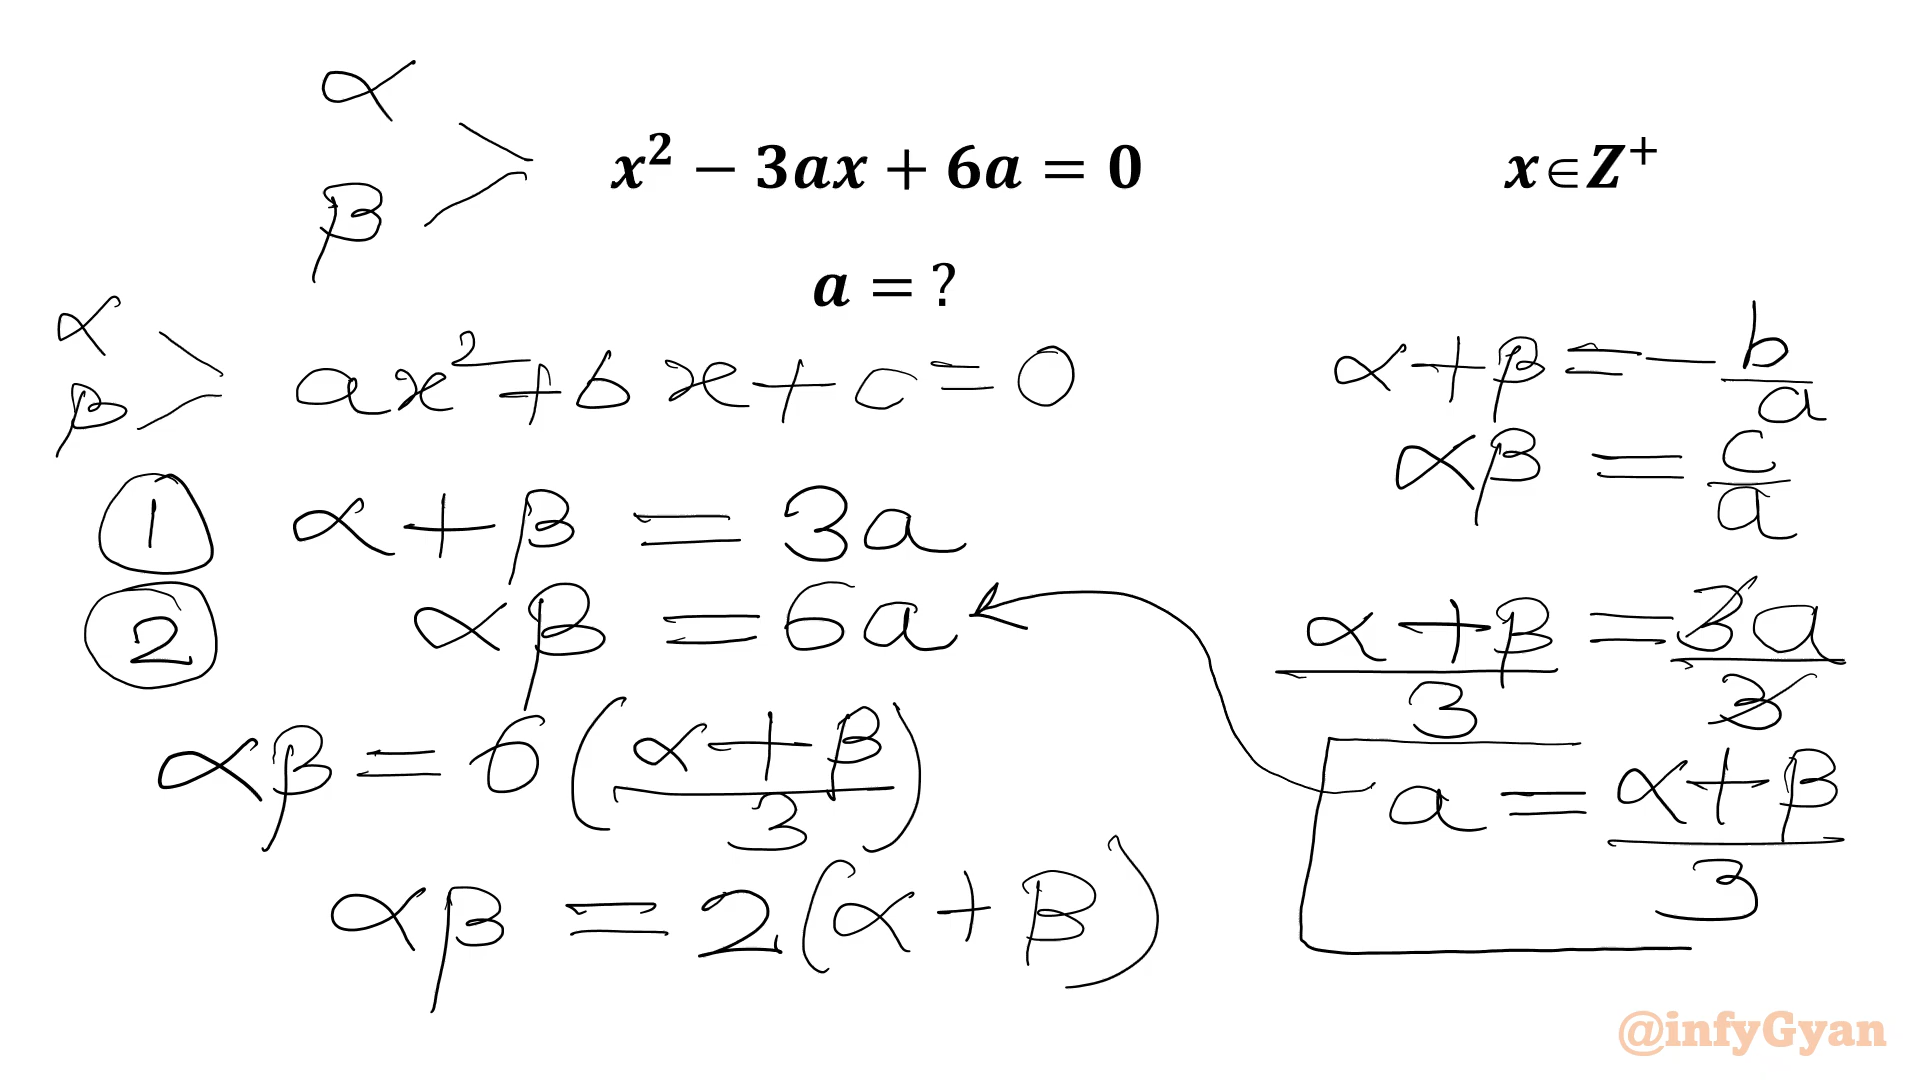 α
x² − 3ax + 6a = 0
x∈Z⁺
β
a = ?
α
β
ax² + bx + c = 0
α + β = − b/a
αβ = c/a
① α + β = 3a
② αβ = 6a
(α + β)/3 = 3a/3
αβ = 6((α + β)/3)
a = (α + β)/3
αβ = 2(α + β)
@infyGyan